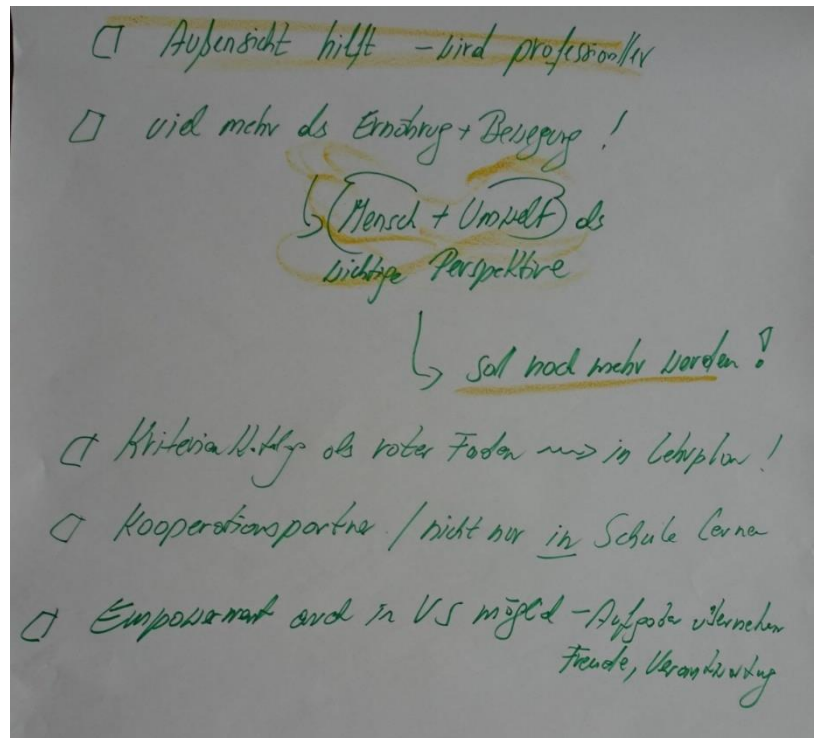 Außensicht hilft - wird professioneller
viel mehr als Ernährung + Bewegung!
Mensch + Umwelt als
wichtige Perspektive
soll noch mehr werden!
Kriterienkatalog als roter Faden in Lehrplan!
Kooperationspartner / nicht nur in Schule lernen
Empowerment auch in VS möglich - Aufgaben übernehmen
Freude, Verantwortung